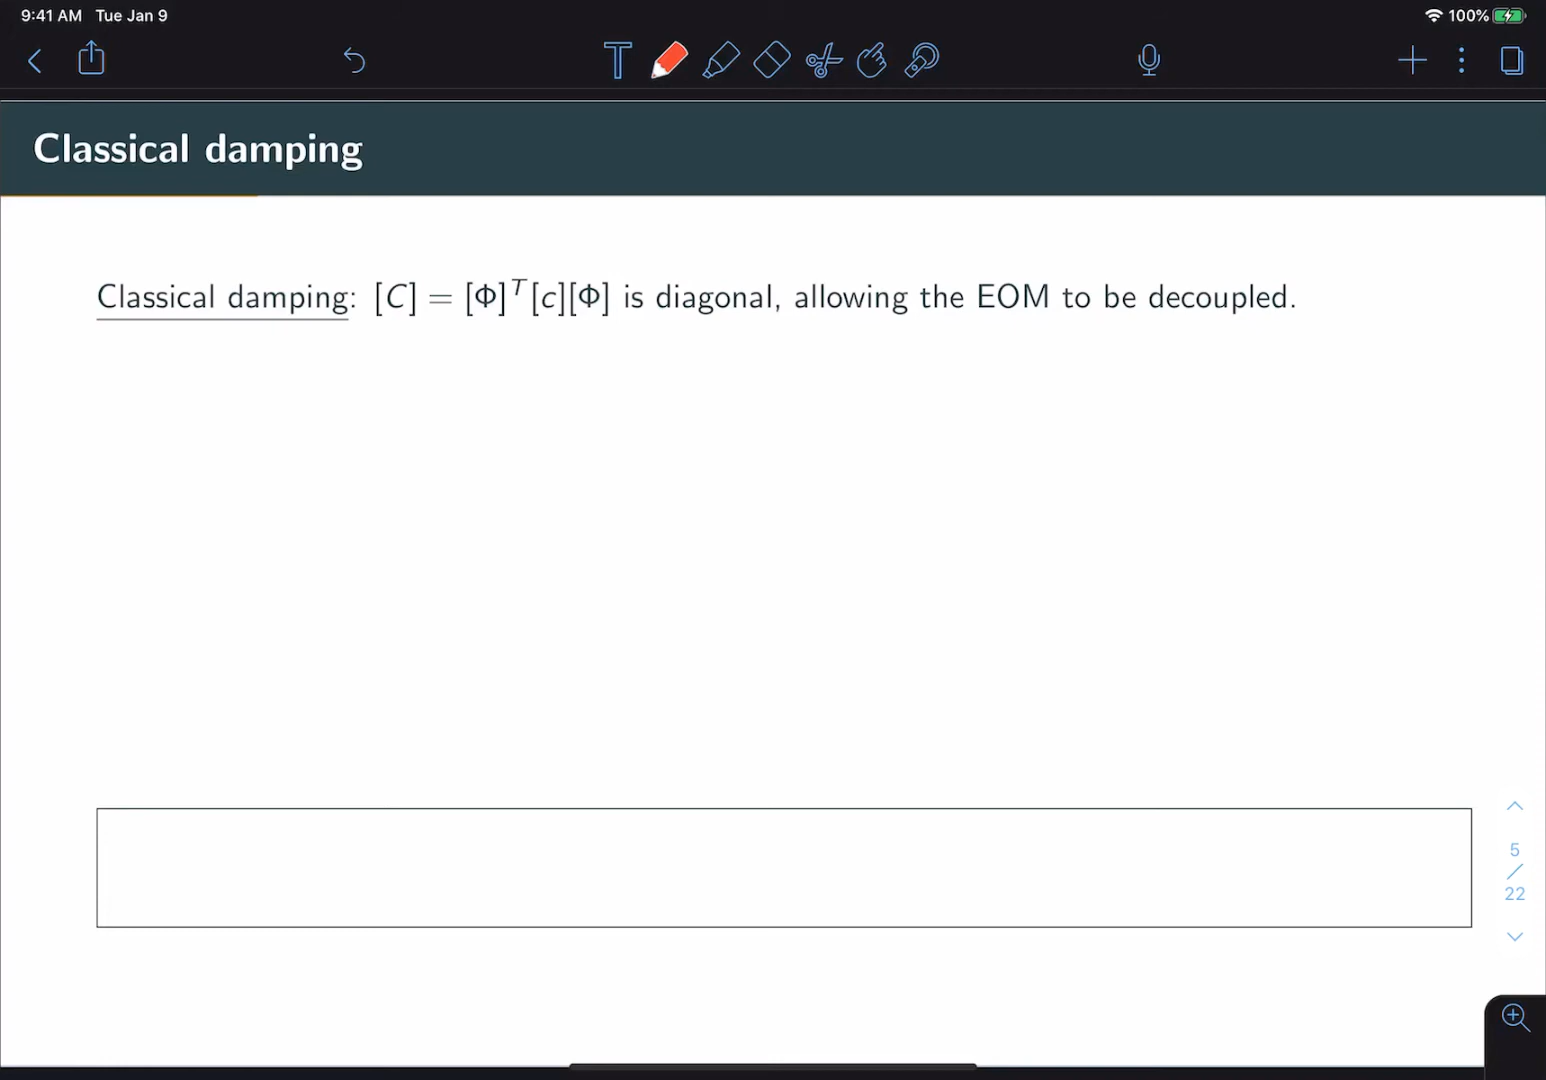 9:41 AM Tue Jan 9
100%
Classical damping
Classical damping: [C] = [Φ]ᵀ[c][Φ] is diagonal, allowing the EOM to be decoupled.
5
/
22